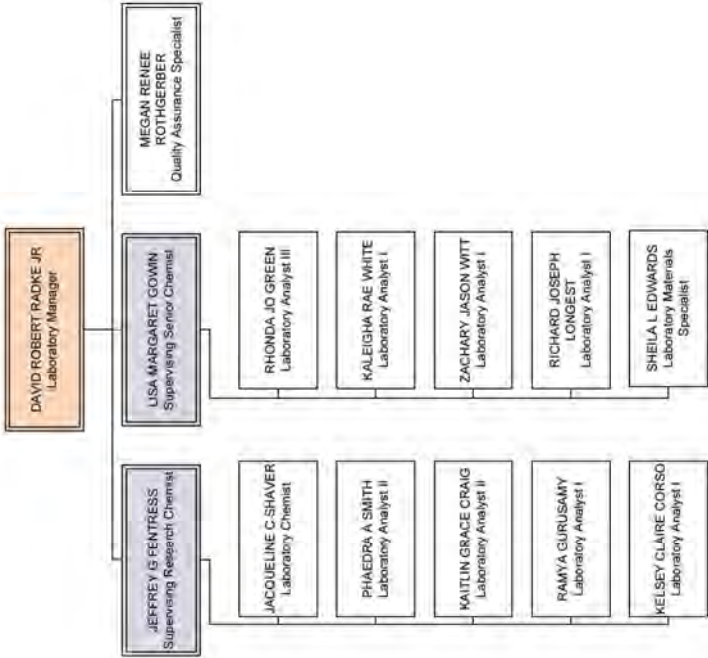 DAVID ROBERT RADKE JR
Laboratory Manager
JEFFREY G FENTRESS
Supervising Research Chemist
LISA MARGARET GOWIN
Supervising Senior Chemist
MEGAN RENEE
ROTHGERBER
Quality Assurance Specialist
JACQUELINE C SHAVER
Laboratory Chemist
PHAEDRA A SMITH
Laboratory Analyst II
KAITLIN GRACE CRAIG
Laboratory Analyst II
RAMYA GURUSAMY
Laboratory Analyst I
KELSEY CLAIRE CORSO
Laboratory Analyst I
RHONDA JO GREEN
Laboratory Analyst III
KALEIGHA RAE WHITE
Laboratory Analyst I
ZACHARY JASON WITT
Laboratory Analyst I
RICHARD JOSEPH
LONGEST
Laboratory Analyst I
SHEILA L EDWARDS
Laboratory Materials
Specialist